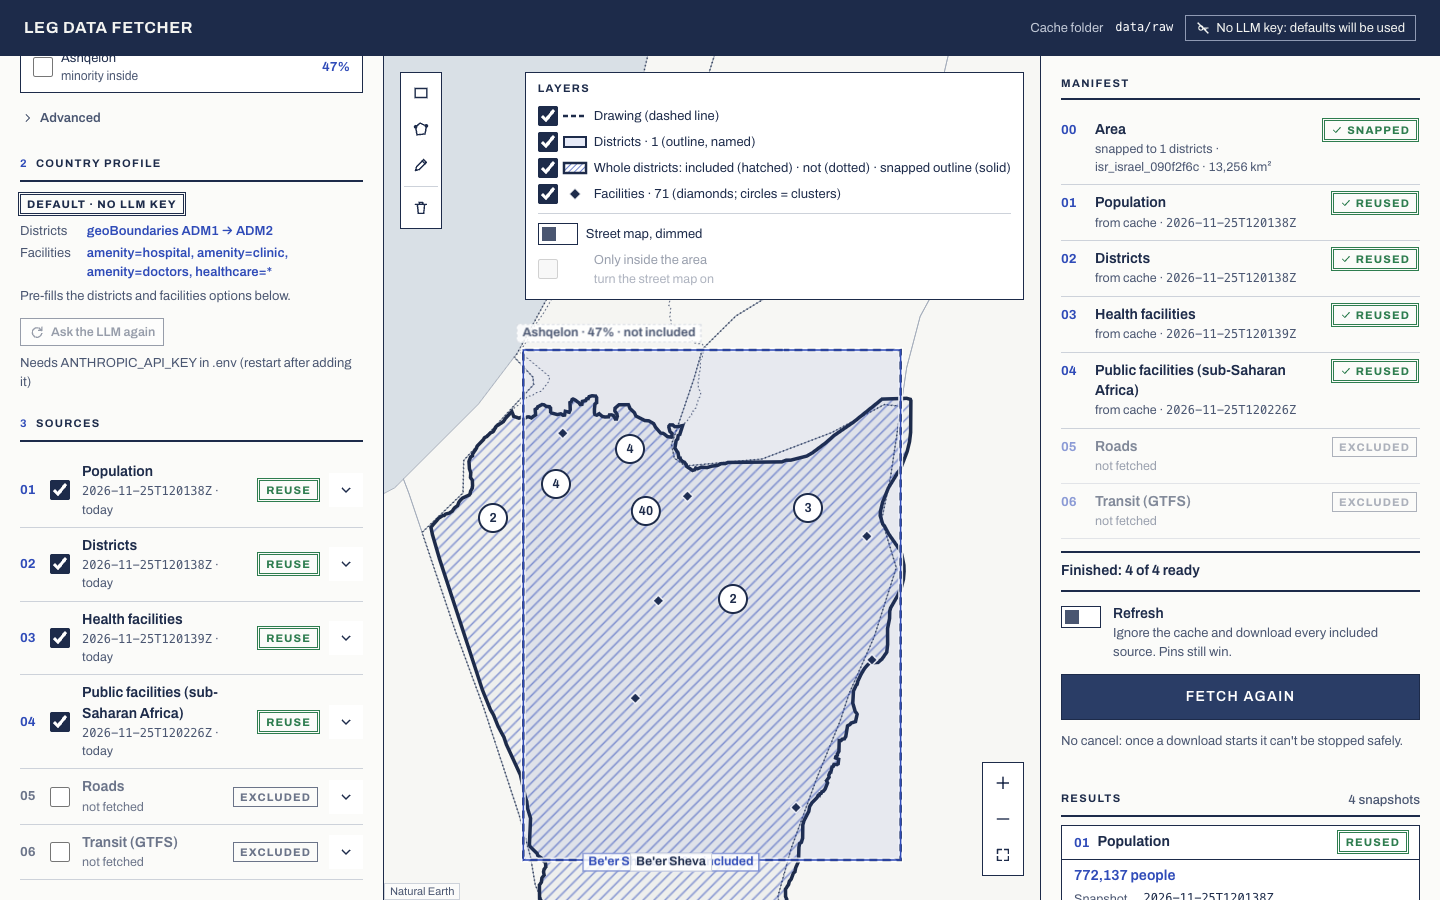 LEG DATA FETCHER
Cache folder data/raw
No LLM key: defaults will be used
Ashqelon
minority inside
47%
Advanced
2 COUNTRY PROFILE
DEFAULT · NO LLM KEY
Districts geoBoundaries ADM1 → ADM2
Facilities amenity=hospital, amenity=clinic,
amenity=doctors, healthcare=*
Pre-fills the districts and facilities options below.
Ask the LLM again
Needs ANTHROPIC_API_KEY in .env (restart after adding
it)
3 SOURCES
01 Population
2026-11-25T120138Z ·
today
REUSE
02 Districts
2026-11-25T120138Z ·
today
REUSE
03 Health facilities
2026-11-25T120139Z ·
today
REUSE
04 Public facilities (sub-
Saharan Africa)
2026-11-25T120226Z ·
today
REUSE
05 Roads
not fetched
EXCLUDED
06 Transit (GTFS)
not fetched
EXCLUDED
LAYERS
Drawing (dashed line)
Districts · 1 (outline, named)
Whole districts: included (hatched) · not (dotted) · snapped outline (solid)
Facilities · 71 (diamonds; circles = clusters)
Street map, dimmed
Only inside the area
turn the street map on
Ashqelon · 47% · not included
4
4
40
2
3
2
Be'er S
Be'er Sheva
cluded
Natural Earth
MANIFEST
00 Area
SNAPPED
snapped to 1 districts ·
isr_israel_090f2f6c · 13,256 km²
01 Population
REUSED
from cache · 2026-11-25T120138Z
02 Districts
REUSED
from cache · 2026-11-25T120138Z
03 Health facilities
REUSED
from cache · 2026-11-25T120139Z
04 Public facilities (sub-Saharan
Africa)
REUSED
from cache · 2026-11-25T120226Z
05 Roads
EXCLUDED
not fetched
06 Transit (GTFS)
EXCLUDED
not fetched
Finished: 4 of 4 ready
Refresh
Ignore the cache and download every included
source. Pins still win.
FETCH AGAIN
No cancel: once a download starts it can't be stopped safely.
RESULTS
4 snapshots
01 Population
REUSED
772,137 people
Snapshot 2026-11-25T120138Z